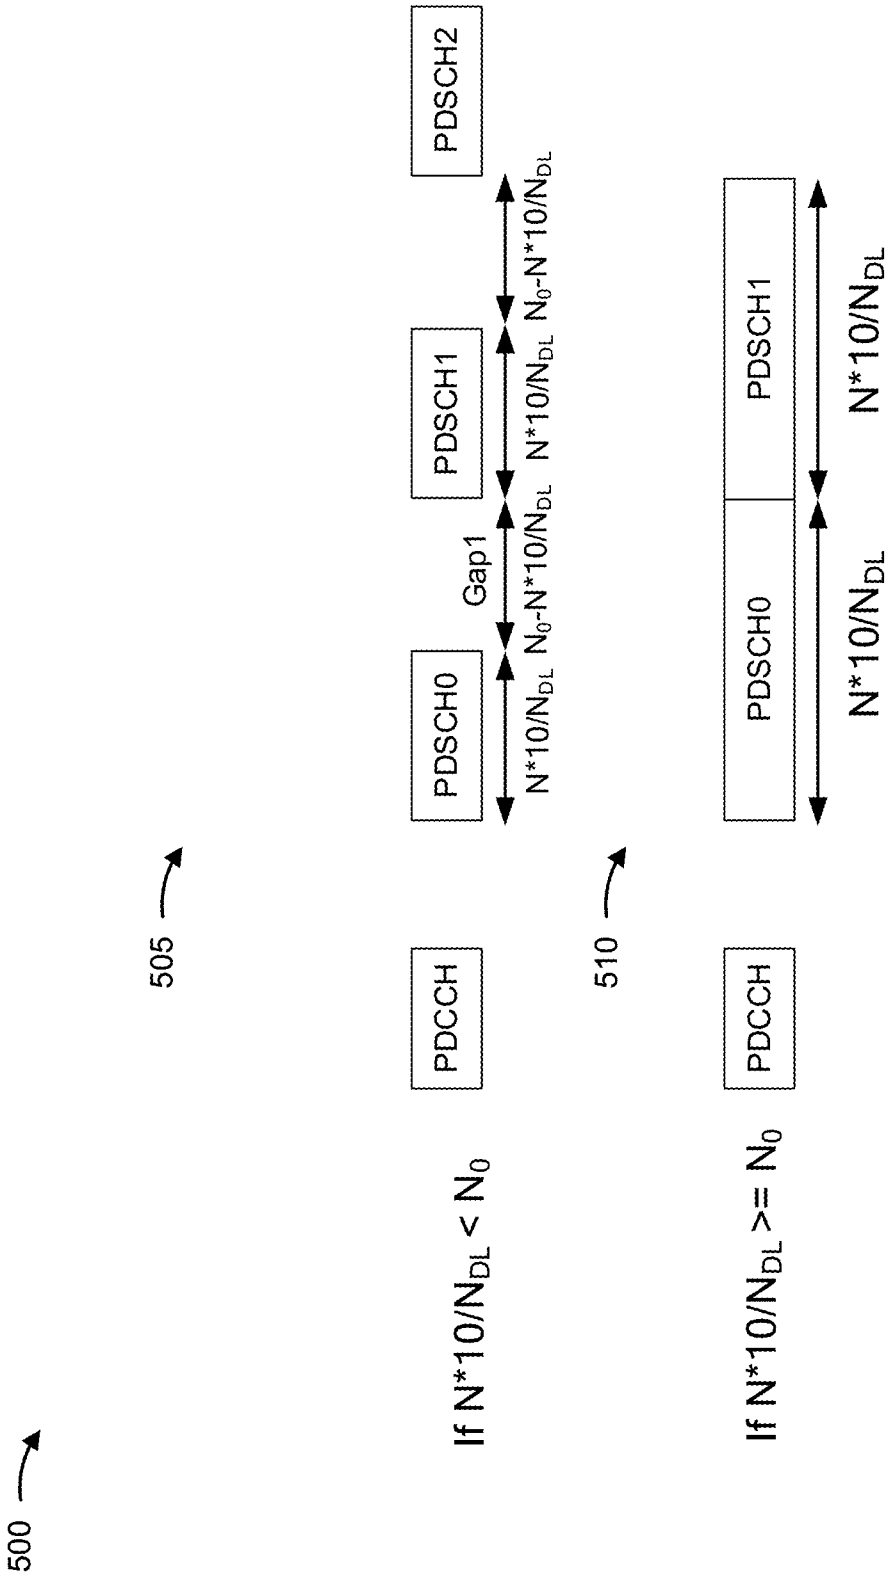 500
505
If N*10/N_DL < N_0
PDCCH
PDSCH0
PDSCH1
PDSCH2
Gap1
N*10/N_DL
N_0-N*10/N_DL
N*10/N_DL
N_0-N*10/N_DL
510
If N*10/N_DL >= N_0
PDCCH
PDSCH0
PDSCH1
N*10/N_DL
N*10/N_DL